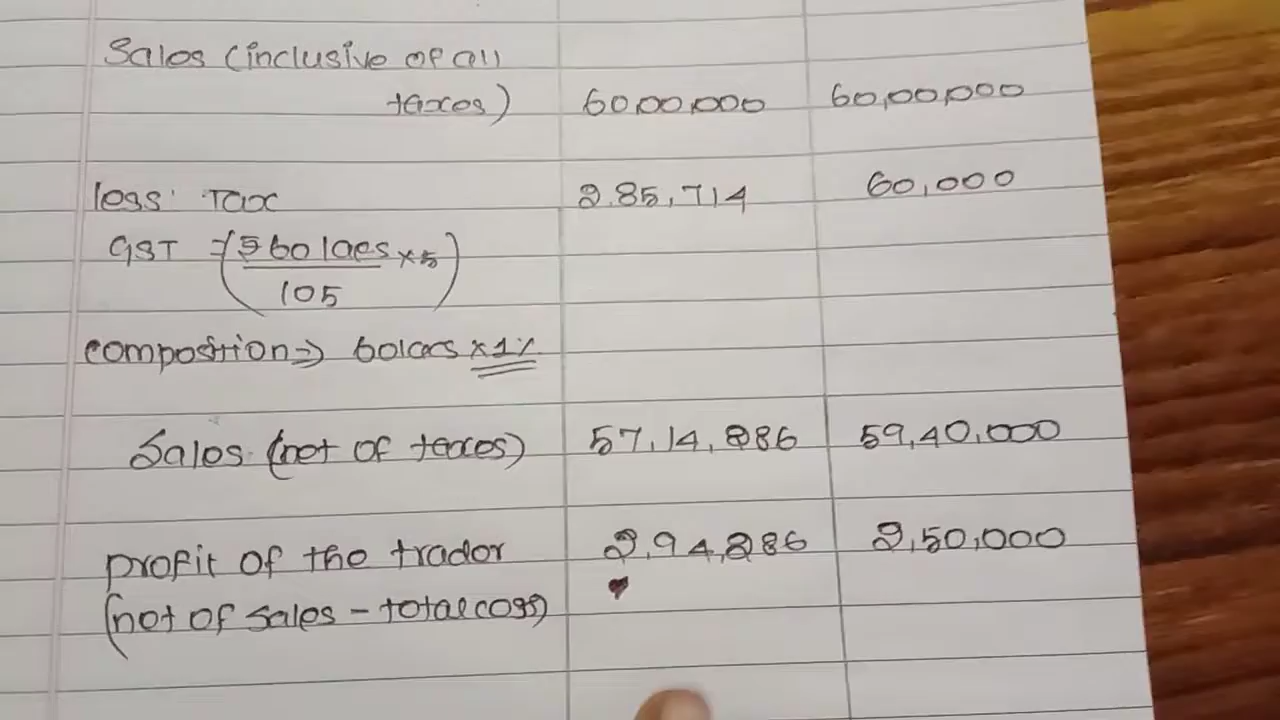 Sales (inclusive of all
taxes) 60,00,000 60,00,000
less: Tax 2,85,714 60,000
GST = (60 lacs × 5
105)
composition => 60 lacs × 1%
Sales (net of taxes) 57,14,286 59,40,000
profit of the trador 2,94,286 2,50,000
(net of sales - total cost)